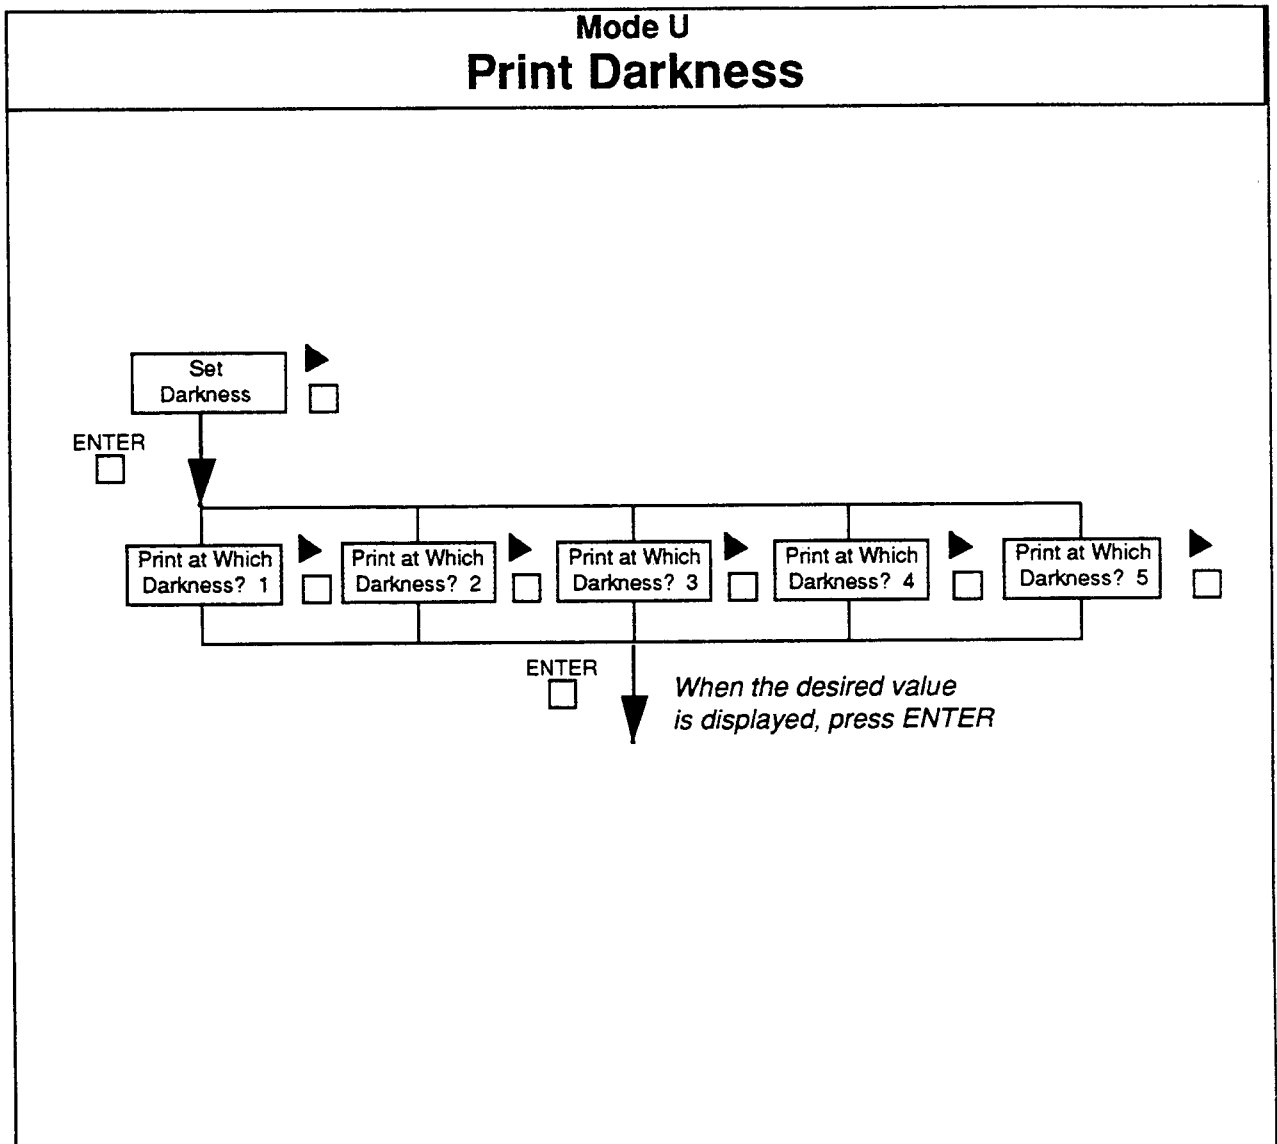 Mode U
Print Darkness
Set
Darkness
ENTER
Print at Which
Darkness? 1
Print at Which
Darkness? 2
Print at Which
Darkness? 3
Print at Which
Darkness? 4
Print at Which
Darkness? 5
ENTER
When the desired value
is displayed, press ENTER